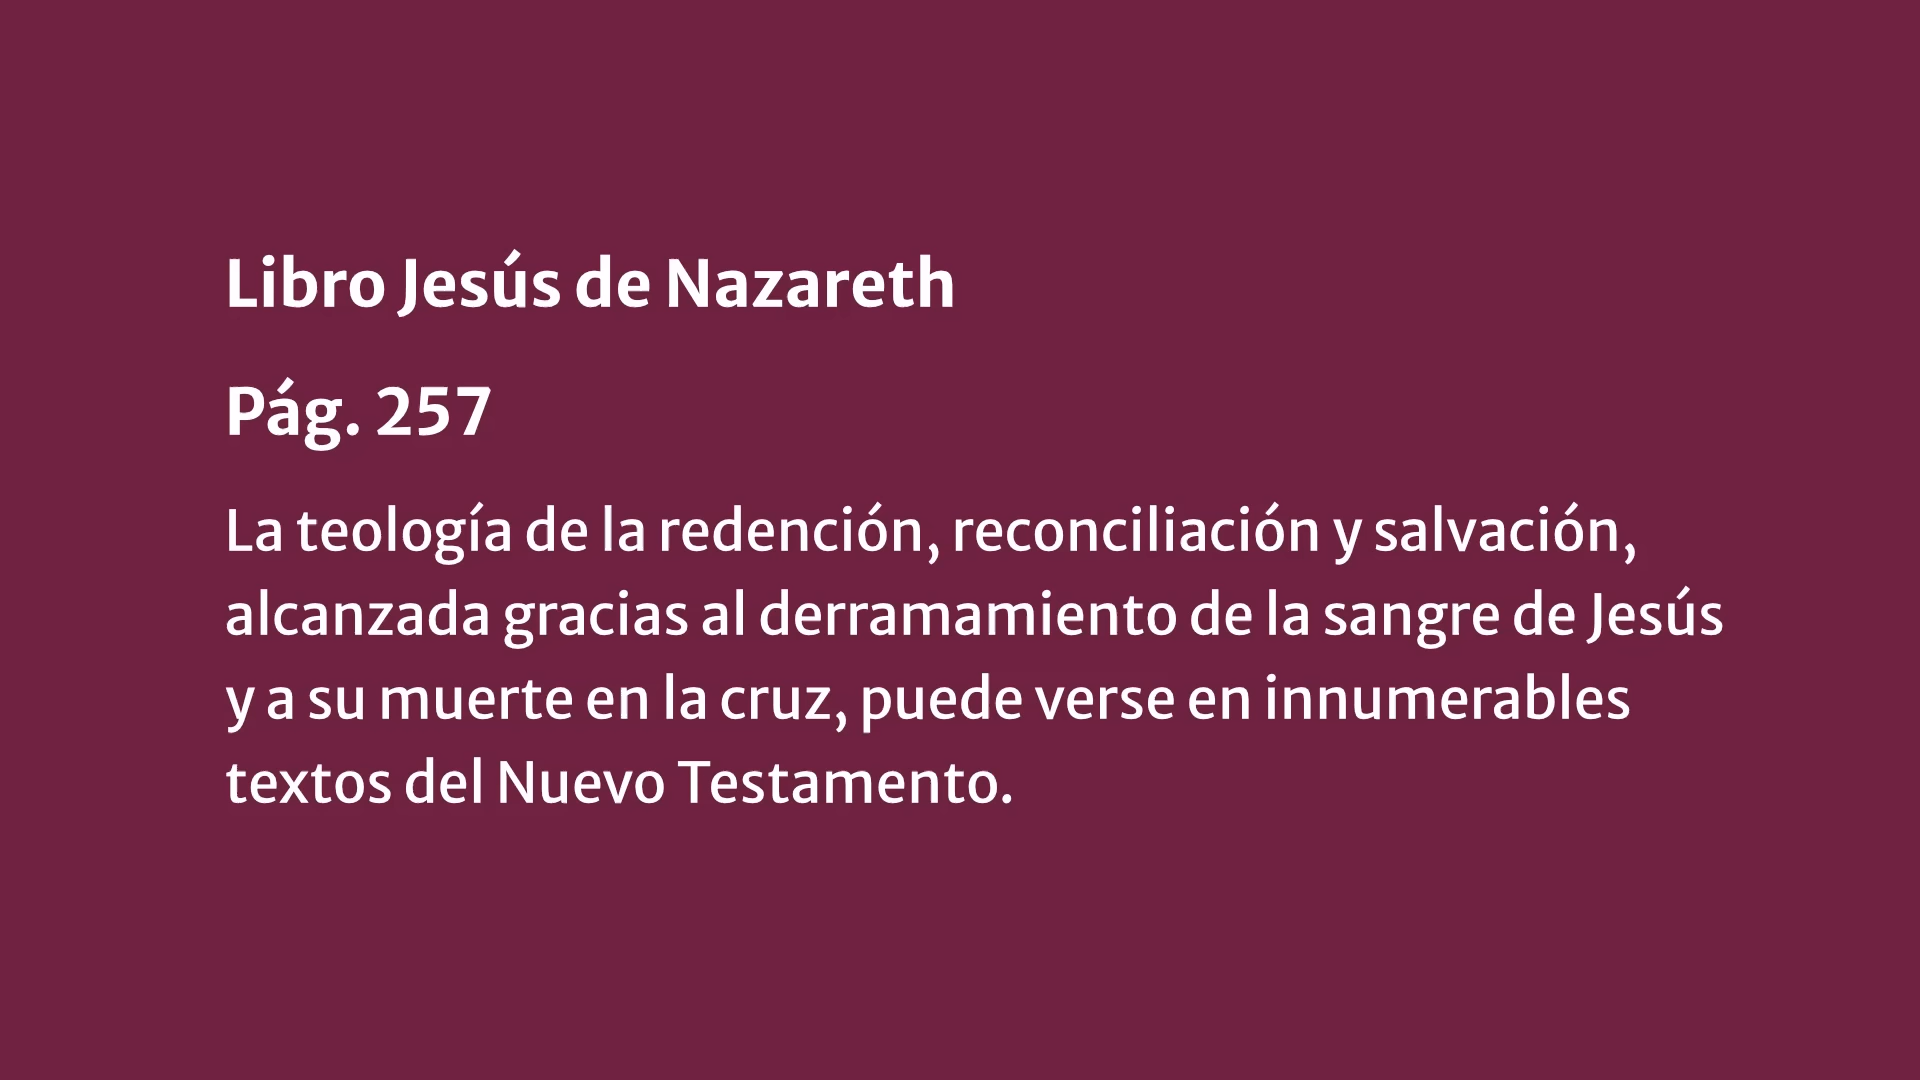 Libro Jesús de Nazareth
Pág. 257
La teología de la redención, reconciliación y salvación,
alcanzada gracias al derramamiento de la sangre de Jesús
y a su muerte en la cruz, puede verse en innumerables
textos del Nuevo Testamento.